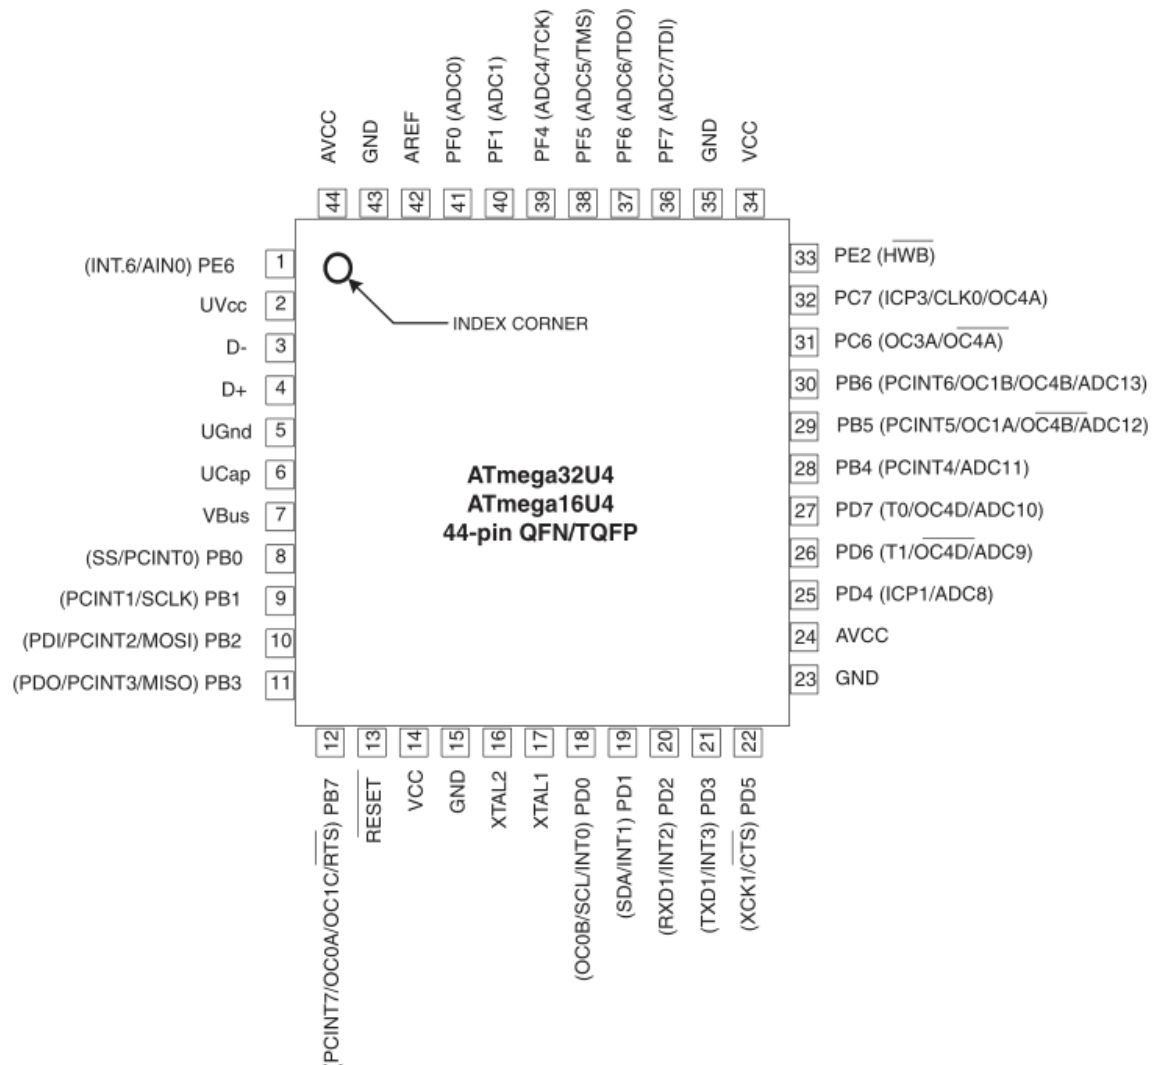 AVCC
GND
AREF
PF0 (ADC0)
PF1 (ADC1)
PF4 (ADC4/TCK)
PF5 (ADC5/TMS)
PF6 (ADC6/TDO)
PF7 (ADC7/TDI)
GND
VCC
44
43
42
41
40
39
38
37
36
35
34
(INT.6/AIN0) PE6
1
UVcc
2
D-
3
D+
4
UGnd
5
UCap
6
VBus
7
(SS/PCINT0) PB0
8
(PCINT1/SCLK) PB1
9
(PDI/PCINT2/MOSI) PB2
10
(PDO/PCINT3/MISO) PB3
11
INDEX CORNER
ATmega32U4
ATmega16U4
44-pin QFN/TQFP
33
PE2 (HWB)
32
PC7 (ICP3/CLK0/OC4A)
31
PC6 (OC3A/OC4A)
30
PB6 (PCINT6/OC1B/OC4B/ADC13)
29
PB5 (PCINT5/OC1A/OC4B/ADC12)
28
PB4 (PCINT4/ADC11)
27
PD7 (T0/OC4D/ADC10)
26
PD6 (T1/OC4D/ADC9)
25
PD4 (ICP1/ADC8)
24
AVCC
23
GND
12
13
14
15
16
17
18
19
20
21
22
(PCINT7/OC0A/OC1C/RTS) PB7
RESET
VCC
GND
XTAL2
XTAL1
(OC0B/SCL/INT0) PD0
(SDA/INT1) PD1
(RXD1/INT2) PD2
(TXD1/INT3) PD3
(XCK1/CTS) PD5